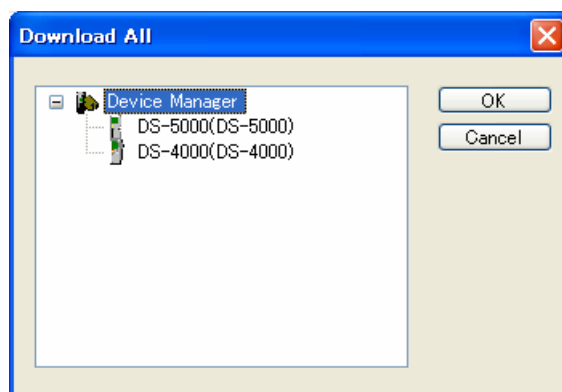 Download All
Device Manager
OK
DS-5000(DS-5000)
DS-4000(DS-4000)
Cancel